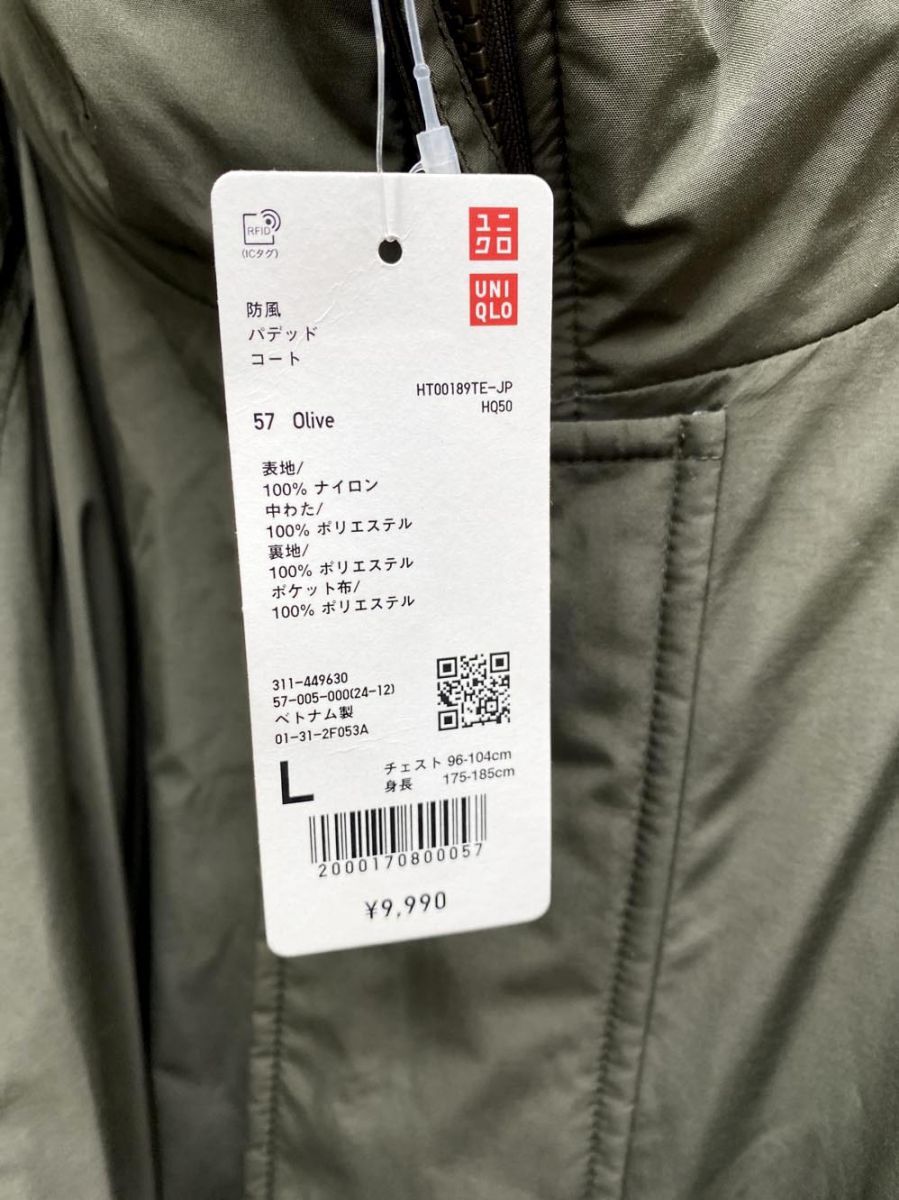 RFID
(ICタグ)
ユニ
クロ
UNI
QLO
防風
パデッド
コート
HT00189TE-JP
HQ50
57 Olive
表地/
100% ナイロン
中わた/
100% ポリエステル
裏地/
100% ポリエステル
ポケット布/
100% ポリエステル
311-449630
57-005-000(24-12)
ベトナム製
01-31-2F053A
L
チェスト 96-104cm
身長 175-185cm
2000170800057
¥9,990